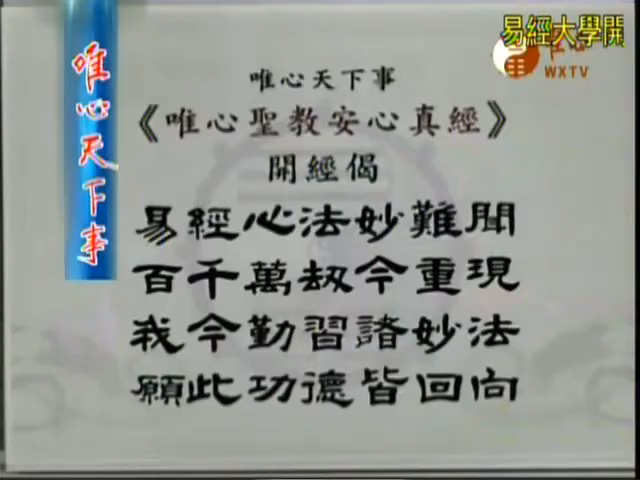 易經大學開
WXTV
唯心天下事
唯心天下事
《唯心聖教安心真經》
開經偈
易經心法妙難聞
百千萬劫今重現
我今勤習諸妙法
願此功德皆回向